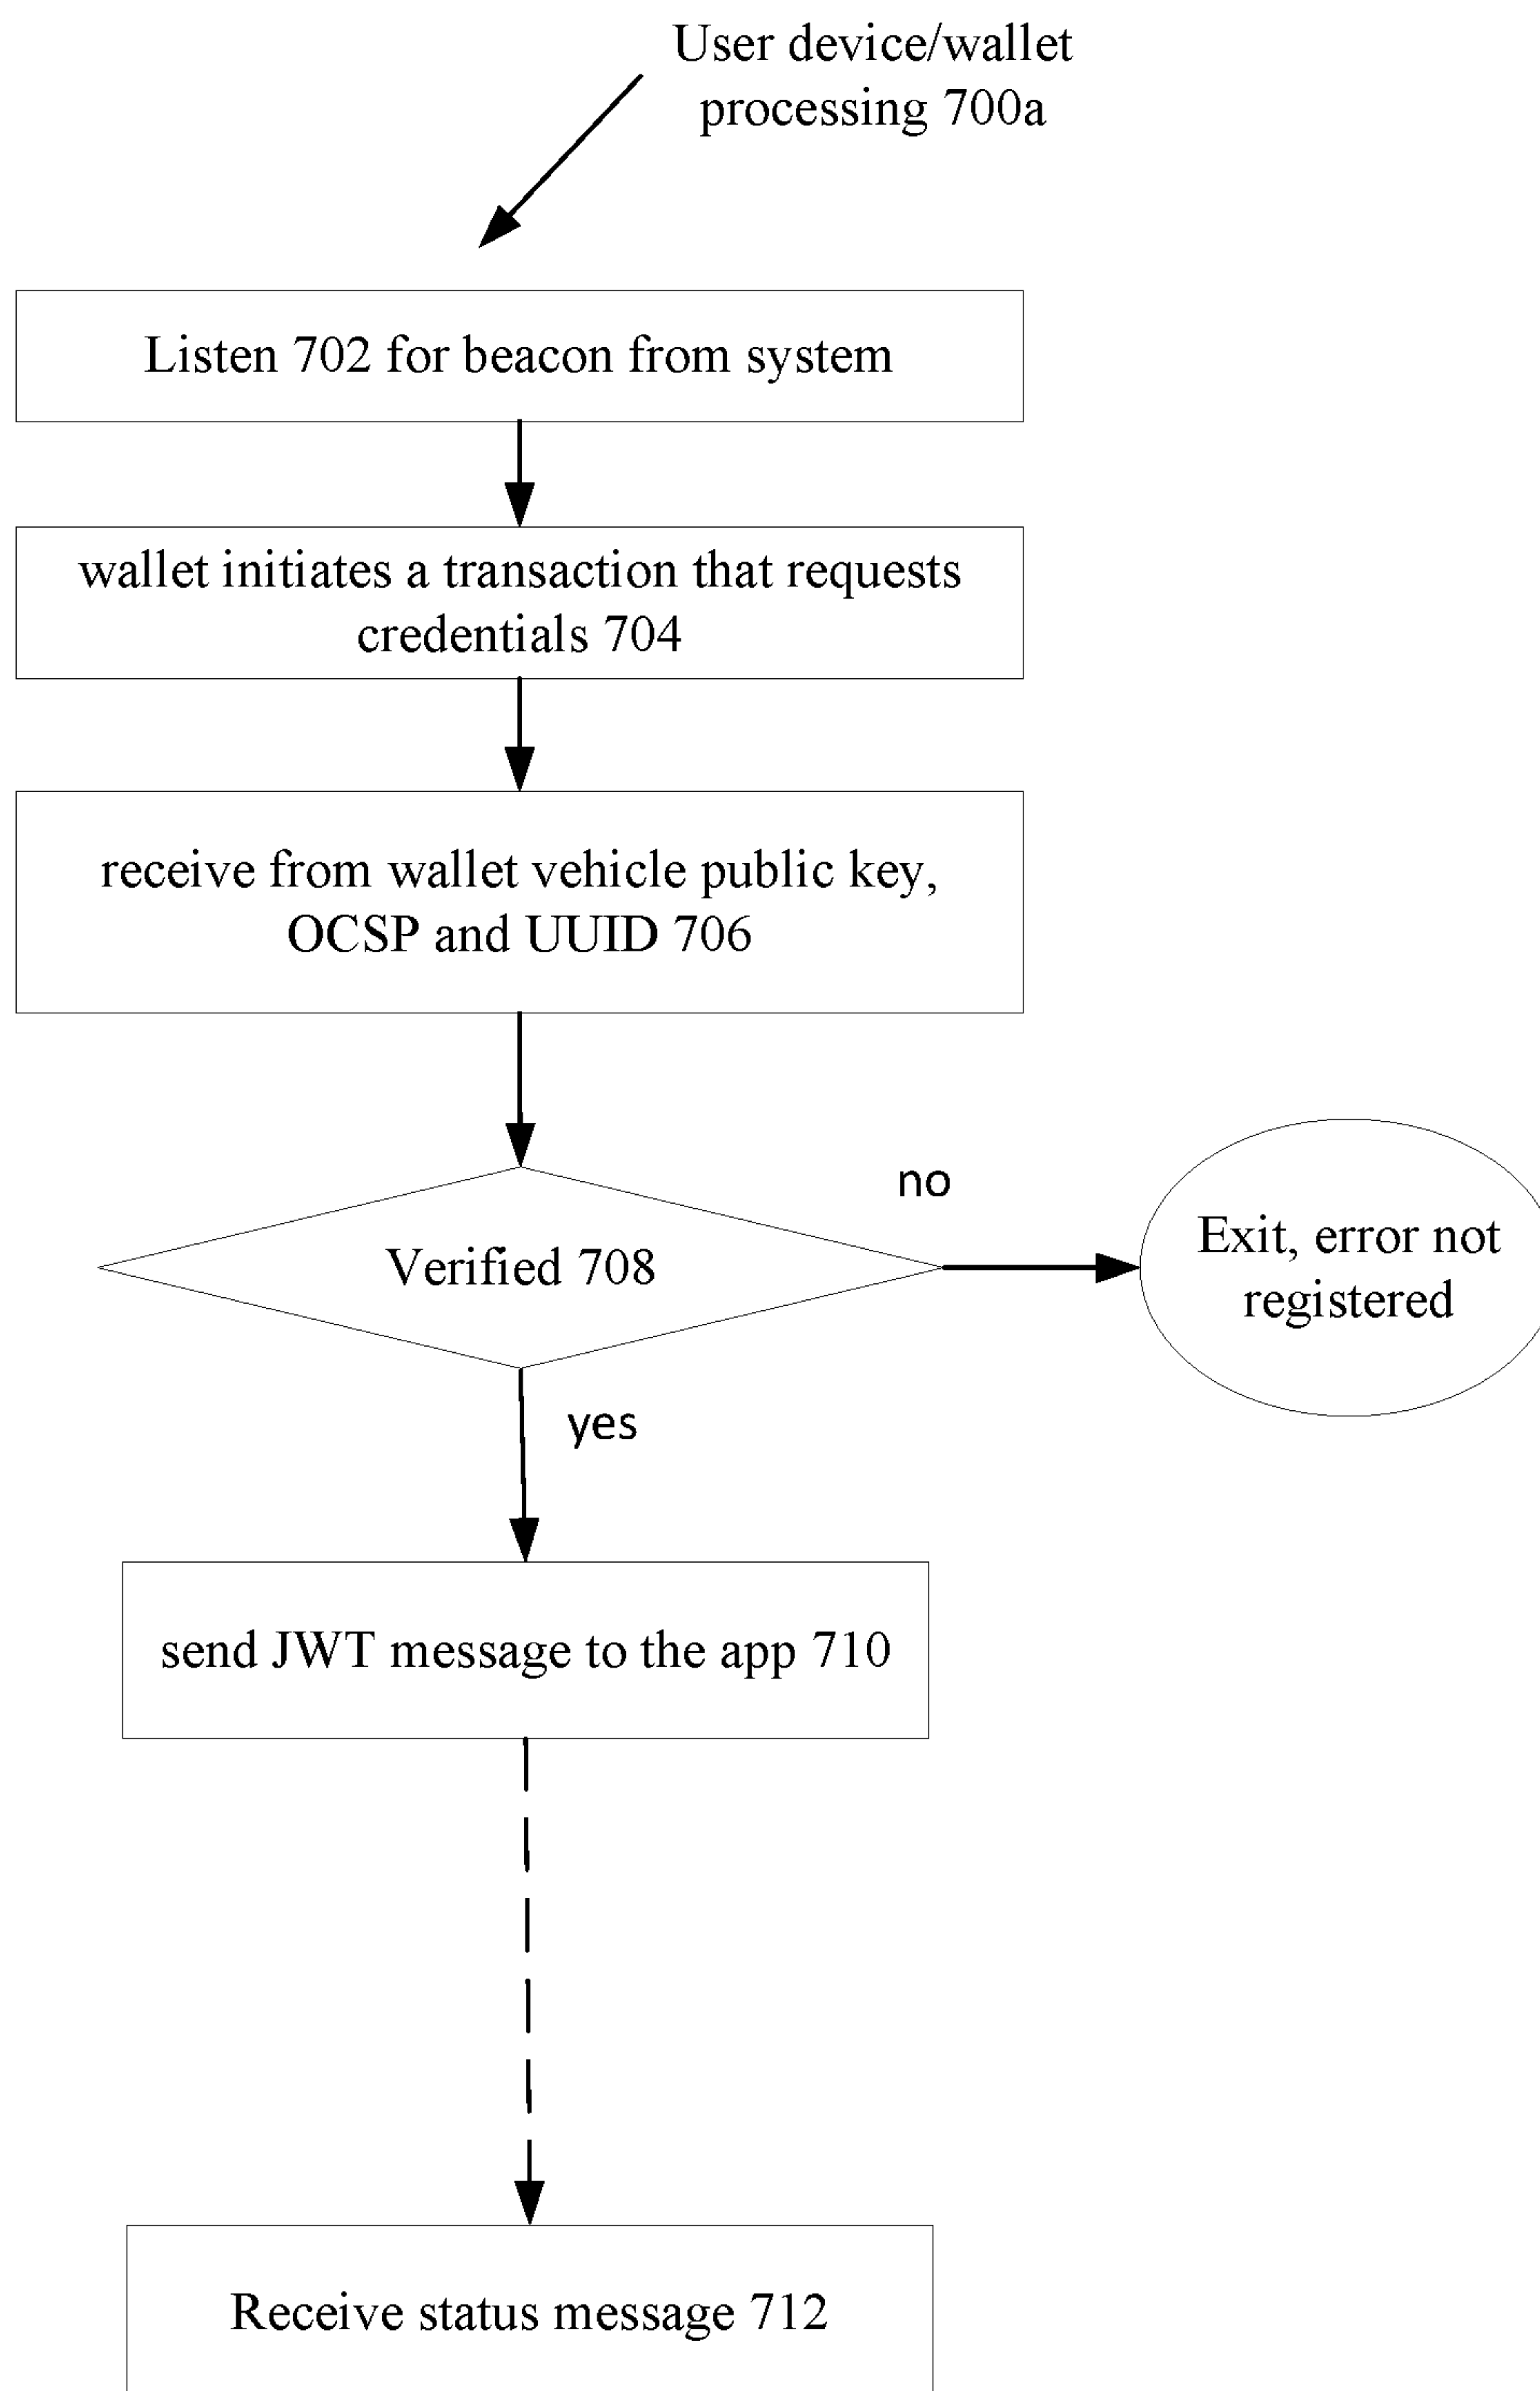 User device/wallet
processing 700a
Listen 702 for beacon from system
wallet initiates a transaction that requests
credentials 704
receive from wallet vehicle public key,
OCSP and UUID 706
no
Verified 708
Exit, error not
registered
yes
send JWT message to the app 710
Receive status message 712